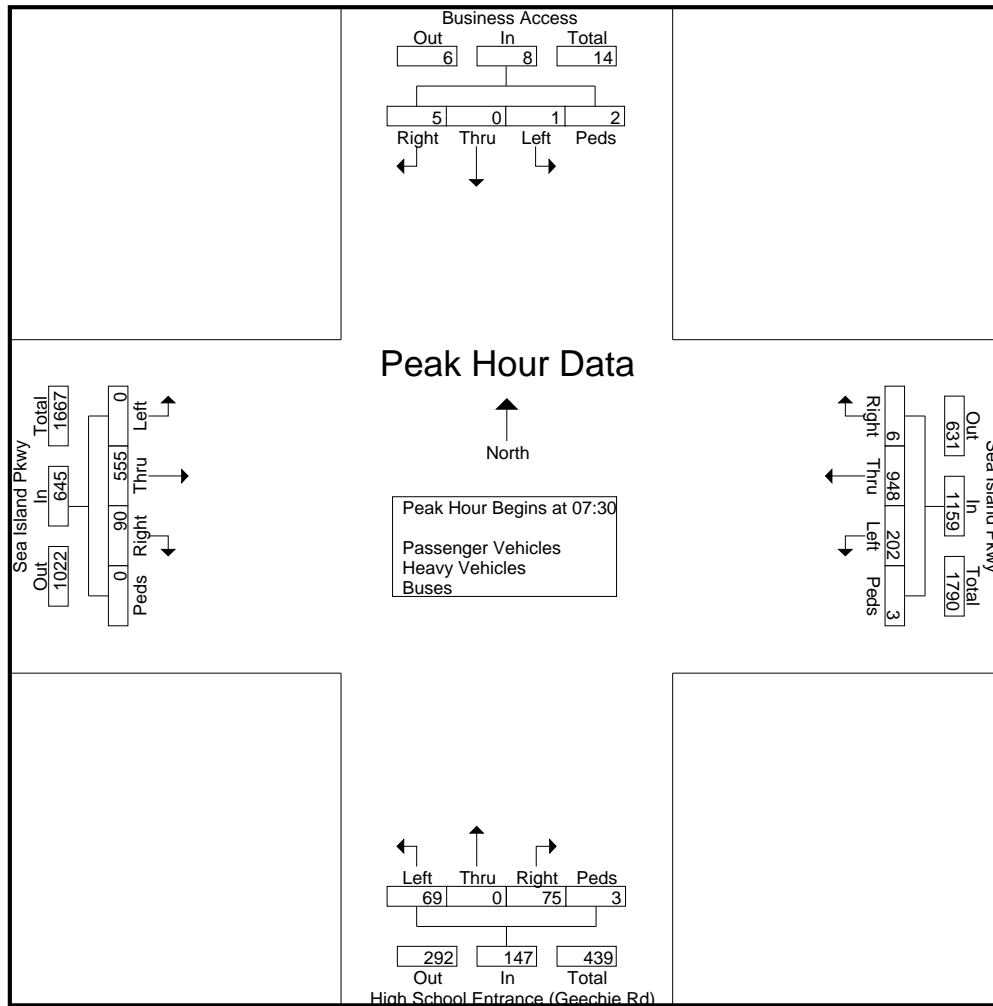 Business Access
Out In Total
6 8 14
5 0 1 2
Right Thru Left Peds
Peak Hour Data
North
Peak Hour Begins at 07:30
Passenger Vehicles
Heavy Vehicles
Buses
Sea Island Pkwy
Out In Total
1022 645 1667
0 90 555 0
Peds Right Thru Left
Sea Island Pkwy
Out In Total
631 1159 1790
6 948 202 3
Right Thru Left Peds
Left Thru Right Peds
69 0 75 3
292 147 439
Out In Total
High School Entrance (Geechie Rd)